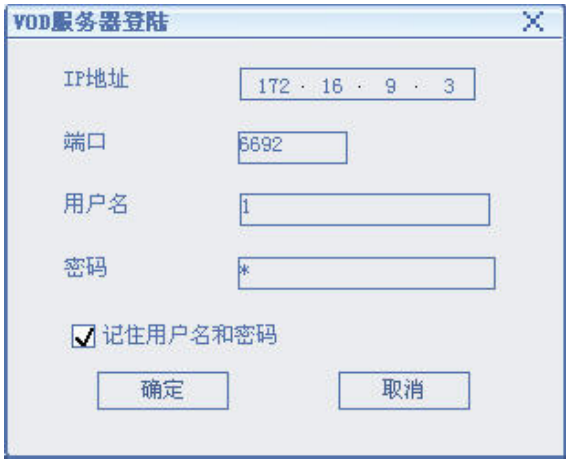 VOD服务器登陆
IP地址 172 . 16 . 9 . 3
端口 6692
用户名 1
密码 *
记住用户名和密码
确定 取消